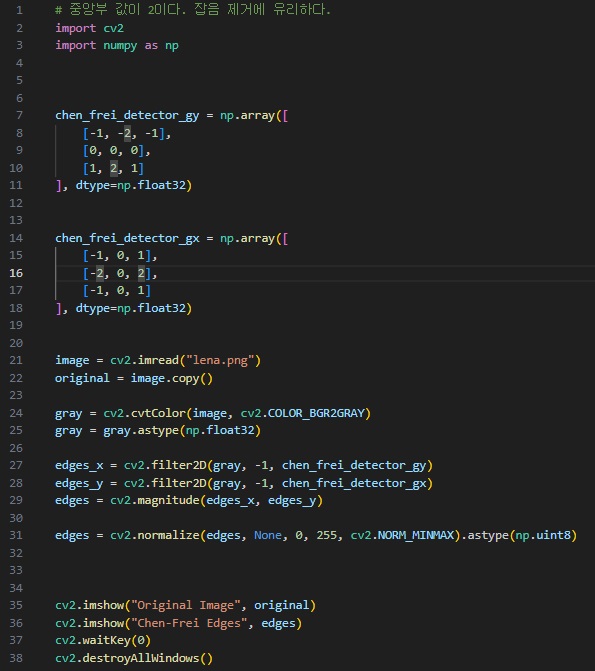 1 # 중앙부 값이 2이다. 잡음 제거에 유리하다.
2 import cv2
3 import numpy as np
4
5
6
7 chen_frei_detector_gy = np.array([
8     [-1, -2, -1],
9     [0, 0, 0],
10     [1, 2, 1]
11 ], dtype=np.float32)
12
13
14 chen_frei_detector_gx = np.array([
15     [-1, 0, 1],
16     [-2, 0, 2],
17     [-1, 0, 1]
18 ], dtype=np.float32)
19
20
21 image = cv2.imread("lena.png")
22 original = image.copy()
23
24 gray = cv2.cvtColor(image, cv2.COLOR_BGR2GRAY)
25 gray = gray.astype(np.float32)
26
27 edges_x = cv2.filter2D(gray, -1, chen_frei_detector_gy)
28 edges_y = cv2.filter2D(gray, -1, chen_frei_detector_gx)
29 edges = cv2.magnitude(edges_x, edges_y)
30
31 edges = cv2.normalize(edges, None, 0, 255, cv2.NORM_MINMAX).astype(np.uint8)
32
33
34
35 cv2.imshow("Original Image", original)
36 cv2.imshow("Chen-Frei Edges", edges)
37 cv2.waitKey(0)
38 cv2.destroyAllWindows()